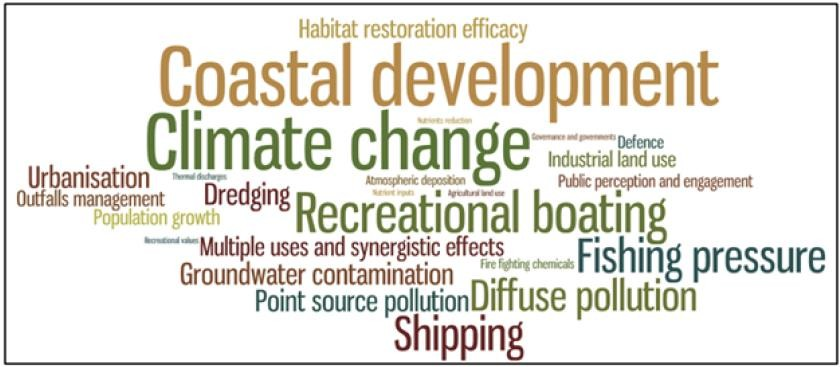 Habitat restoration efficacy
Coastal development
Nutrients reduction
Climate change
Governance and governments
Defence
Industrial land use
Urbanisation
Thermal discharges
Atmospheric deposition
Public perception and engagement
Outfalls management
Dredging
Nutrient inputs
Agricultural land use
Population growth
Recreational boating
Recreational values
Multiple uses and synergistic effects
Fishing pressure
Groundwater contamination
Fire fighting chemicals
Point source pollution
Diffuse pollution
Shipping